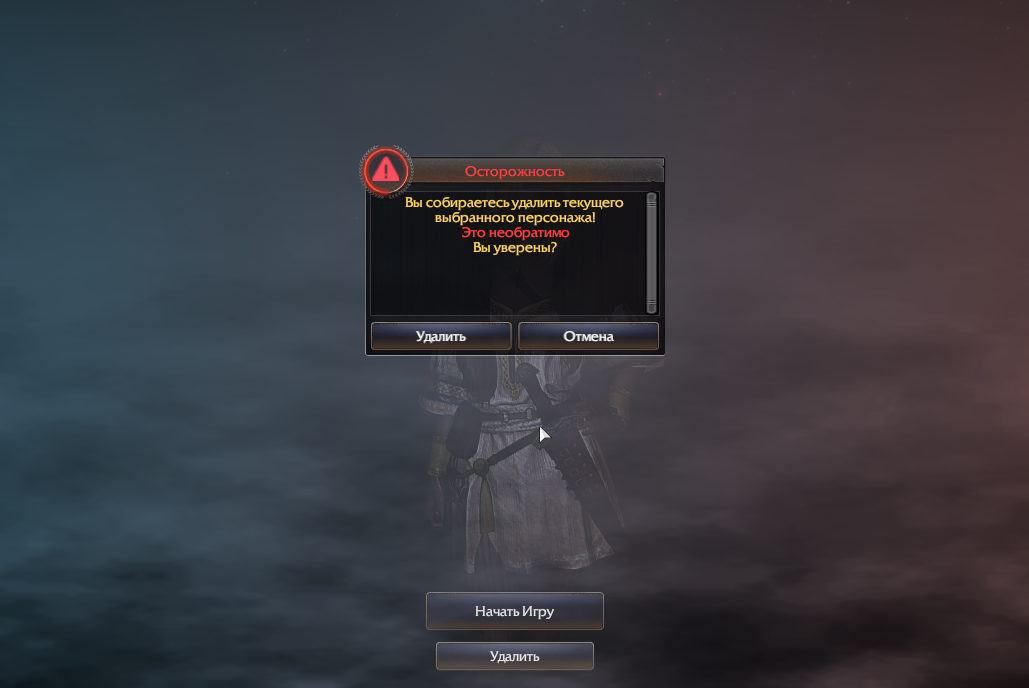 Осторожность
Вы собираетесь удалить текущего
выбранного персонажа!
Это необратимо
Вы уверены?
Удалить
Отмена
Начать Игру
Удалить